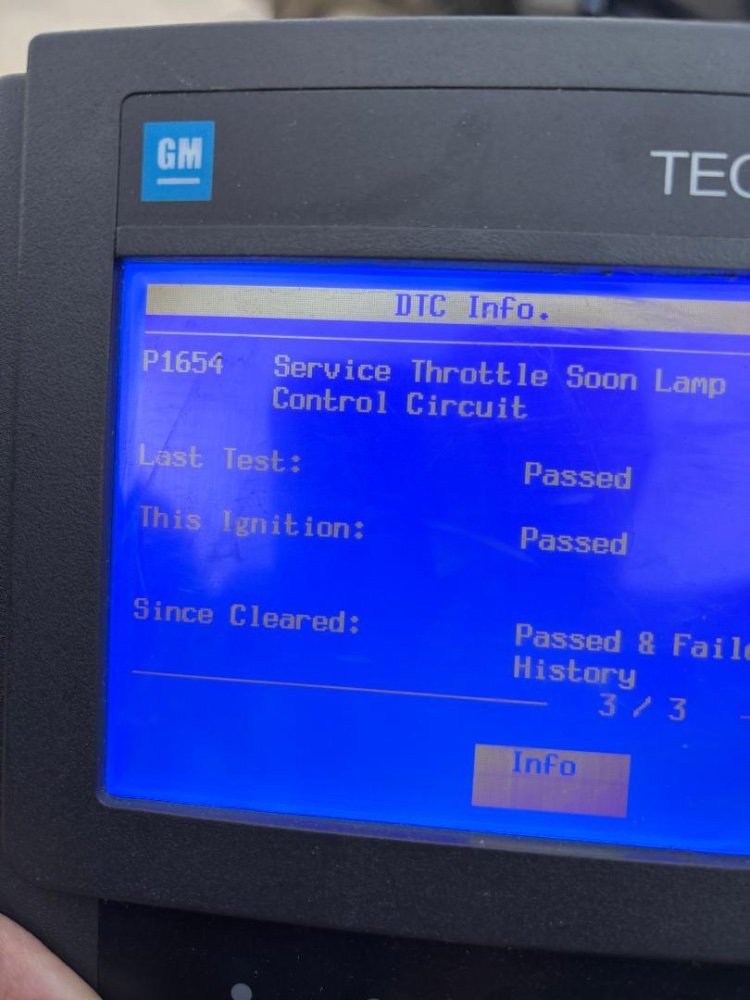 GM
TEC
DTC Info.
P1654 Service Throttle Soon Lamp
Control Circuit
Last Test: Passed
This Ignition: Passed
Since Cleared: Passed & Faile
History
3 / 3
Info